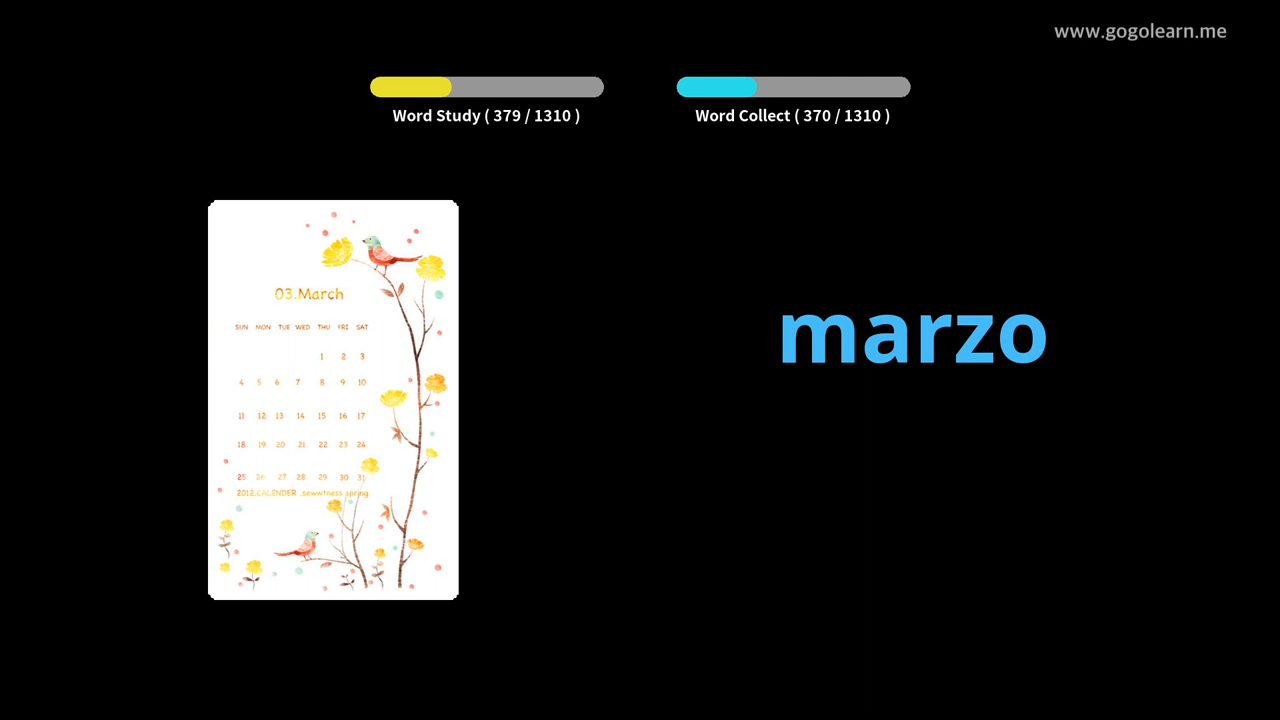 www.gogolearn.me
Word Study ( 379 / 1310 )
Word Collect ( 370 / 1310 )
03.March
SUN MON TUE WED THU FRI SAT
1 2 3
4 5 6 7 8 9 10
11 12 13 14 15 16 17
18 19 20 21 22 23 24
25 26 27 28 29 30 31
2012.CALENDER .sewwtness spring
marzo